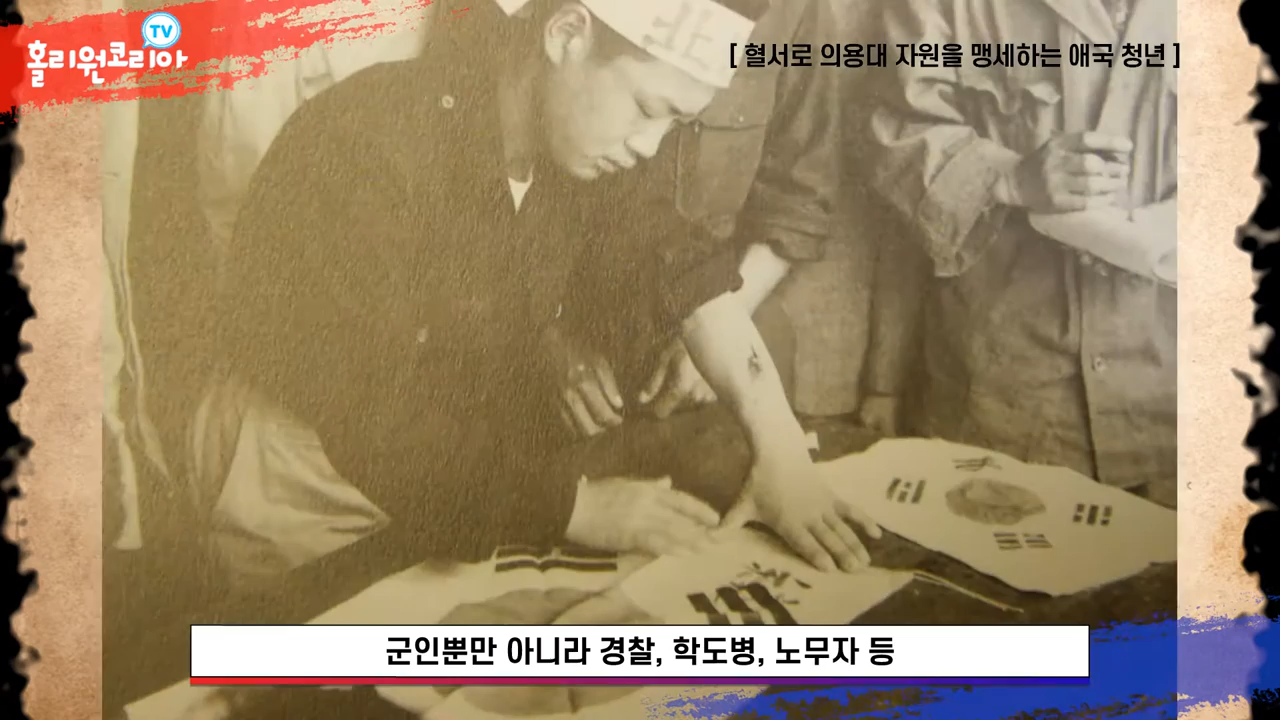 TV
홀리원코리아
[ 혈서로 의용대 자원을 맹세하는 애국 청년 ]
군인뿐만 아니라 경찰, 학도병, 노무자 등